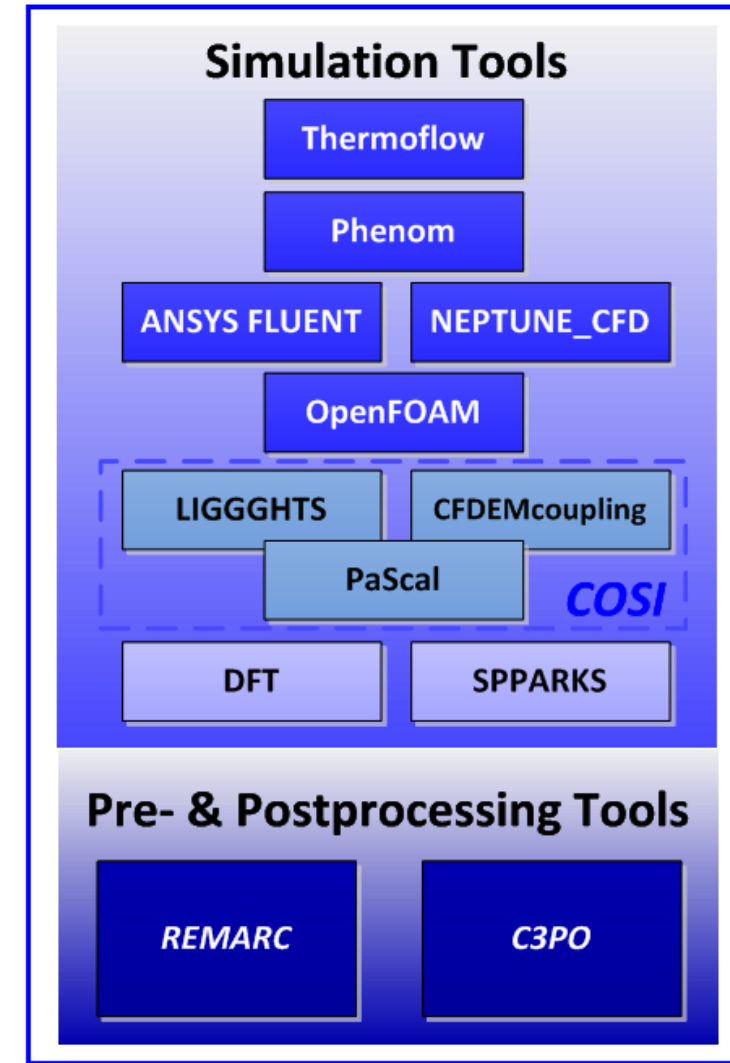 Simulation Tools
Thermoflow
Phenom
ANSYS FLUENT
NEPTUNE_CFD
OpenFOAM
LIGGGHTS
CFDEMcoupling
PaScal
COSI
DFT
SPPARKS
Pre- & Postprocessing Tools
REMARC
C3PO